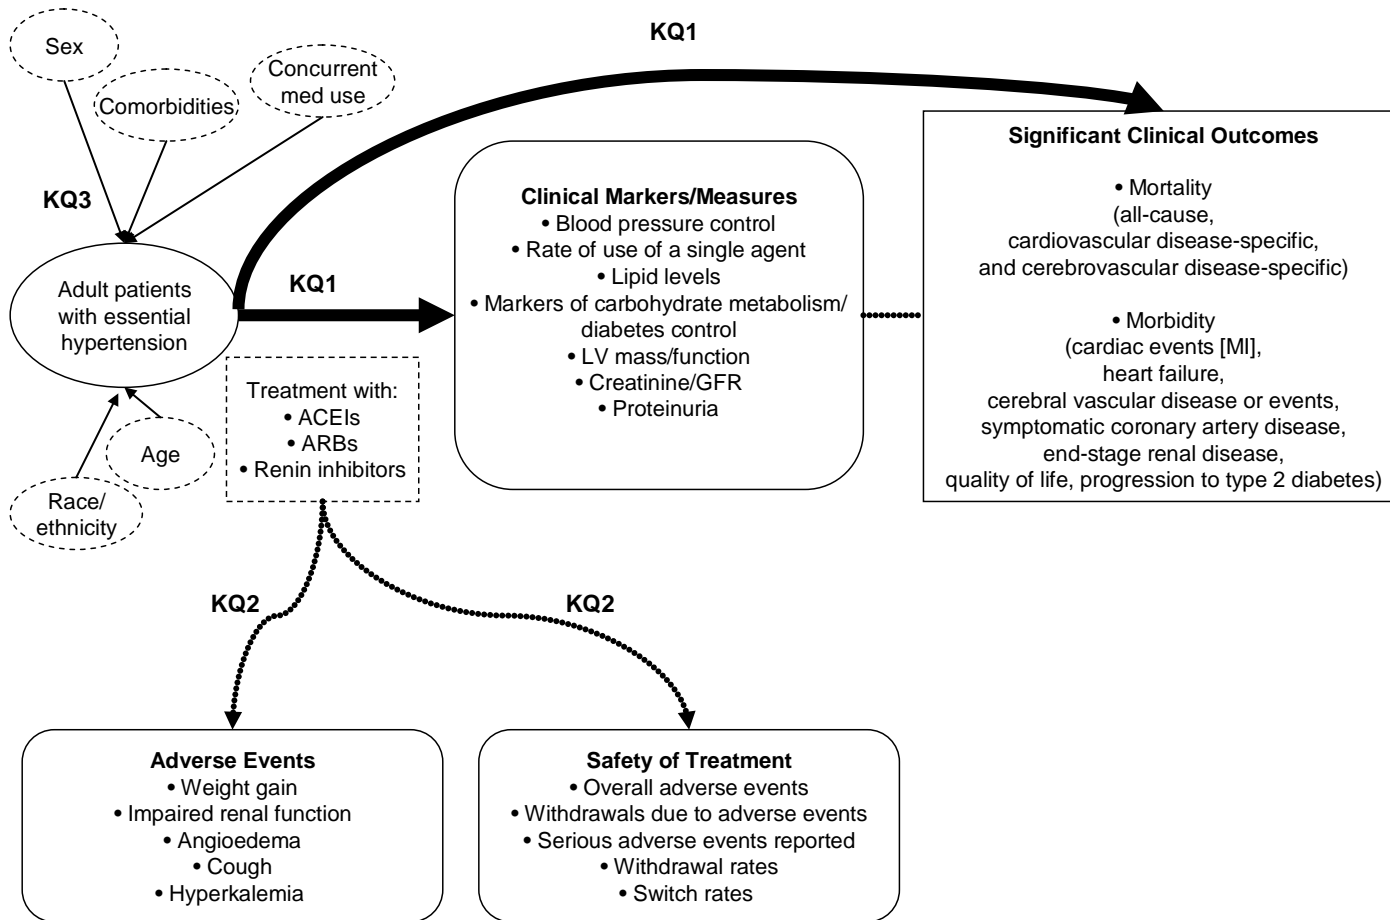 KQ1
Sex
Concurrent
med use
Comorbidities
KQ3
Adult patients
with essential
hypertension
KQ1
Age
Race/
ethnicity
Treatment with:
• ACEIs
• ARBs
• Renin inhibitors
Clinical Markers/Measures
• Blood pressure control
• Rate of use of a single agent
• Lipid levels
• Markers of carbohydrate metabolism/
diabetes control
• LV mass/function
• Creatinine/GFR
• Proteinuria
Significant Clinical Outcomes
• Mortality
(all-cause,
cardiovascular disease-specific,
and cerebrovascular disease-specific)
• Morbidity
(cardiac events [MI],
heart failure,
cerebral vascular disease or events,
symptomatic coronary artery disease,
end-stage renal disease,
quality of life, progression to type 2 diabetes)
KQ2
KQ2
Adverse Events
• Weight gain
• Impaired renal function
• Angioedema
• Cough
• Hyperkalemia
Safety of Treatment
• Overall adverse events
• Withdrawals due to adverse events
• Serious adverse events reported
• Withdrawal rates
• Switch rates